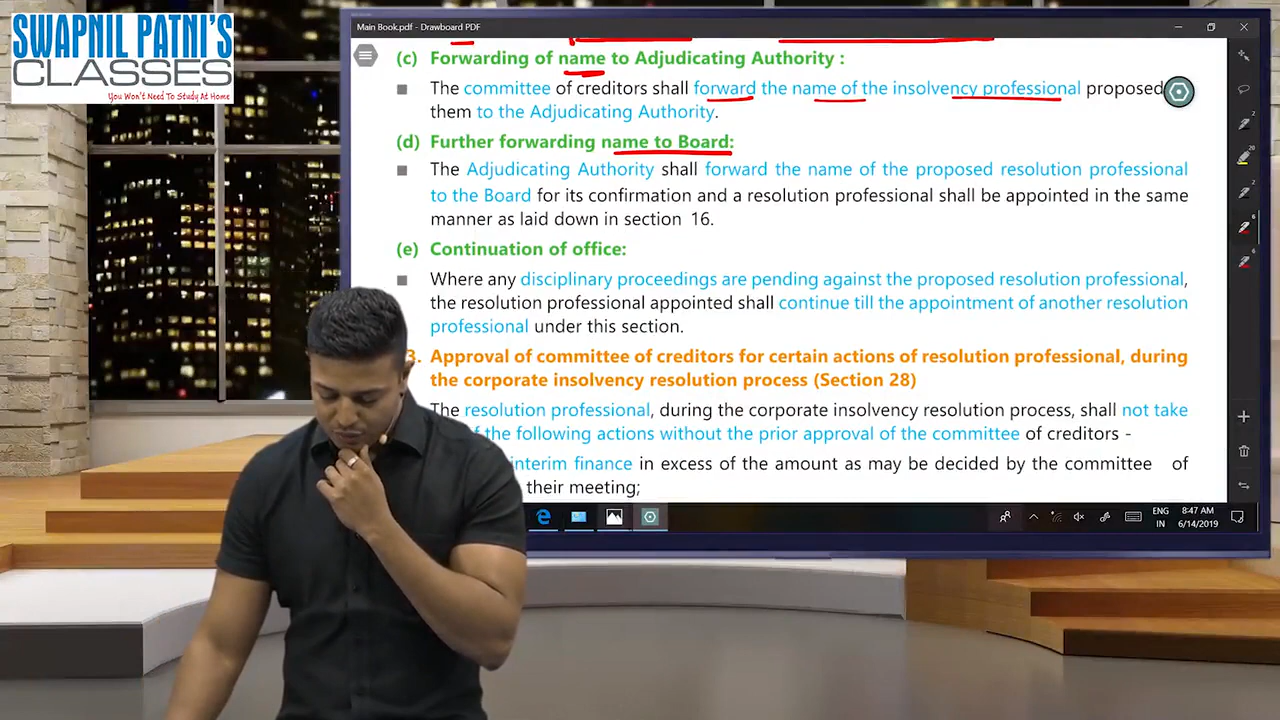 SWAPNIL PATNI'S
CLASSES
You Won't Need To Study At Home
Main Book.pdf - Drawboard PDF
(c) Forwarding of name to Adjudicating Authority :
The committee of creditors shall forward the name of the insolvency professional proposed
them to the Adjudicating Authority.
(d) Further forwarding name to Board:
The Adjudicating Authority shall forward the name of the proposed resolution professional
to the Board for its confirmation and a resolution professional shall be appointed in the same
manner as laid down in section 16.
(e) Continuation of office:
Where any disciplinary proceedings are pending against the proposed resolution professional,
the resolution professional appointed shall continue till the appointment of another resolution
professional under this section.
3. Approval of committee of creditors for certain actions of resolution professional, during
the corporate insolvency resolution process (Section 28)
The resolution professional, during the corporate insolvency resolution process, shall not take
the following actions without the prior approval of the committee of creditors -
interim finance in excess of the amount as may be decided by the committee of
their meeting;
ENG
IN
8:47 AM
6/14/2019